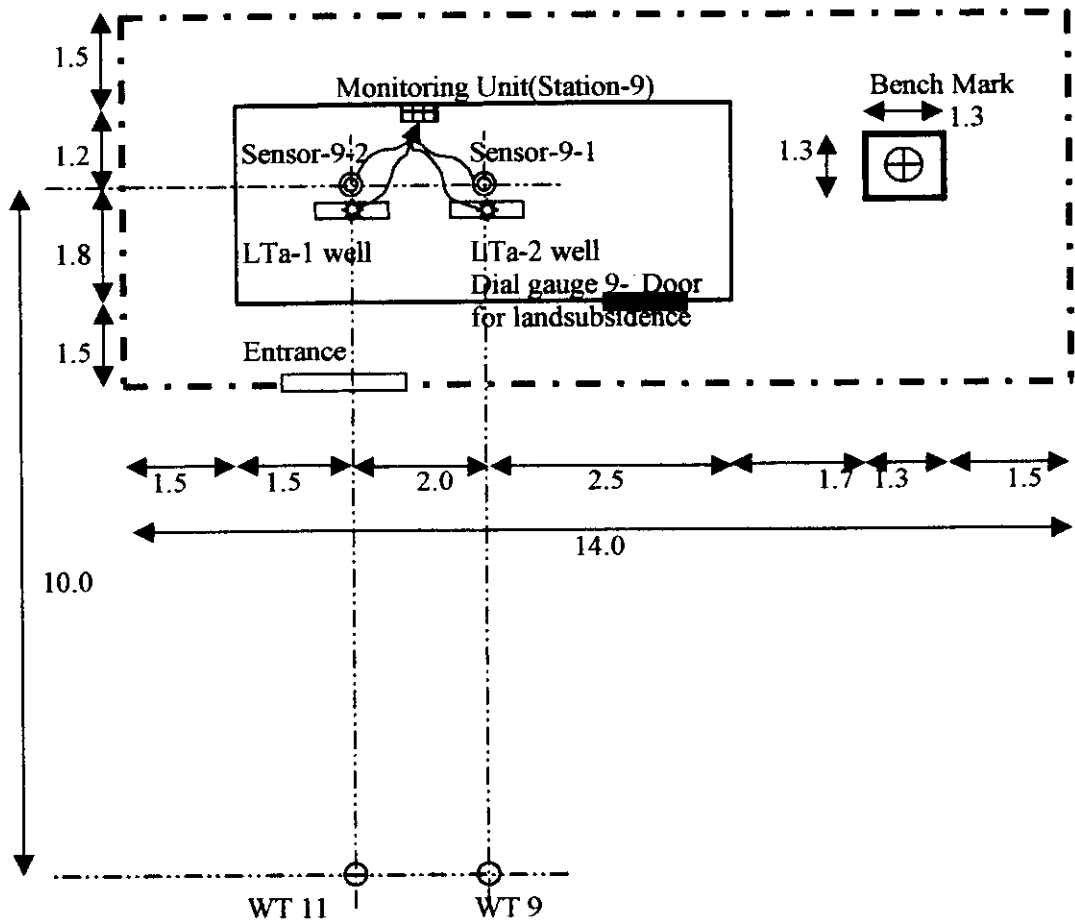 1.5
Monitoring Unit(Station-9)
Bench Mark
1.3
1.2
Sensor-9-2
Sensor-9-1
1.3
1.8
LTa-1 well
LTa-2 well
Dial gauge 9- Door
for landsubsidence
1.5
Entrance
1.5
1.5
2.0
2.5
1.7
1.3
1.5
14.0
10.0
WT 11
WT 9